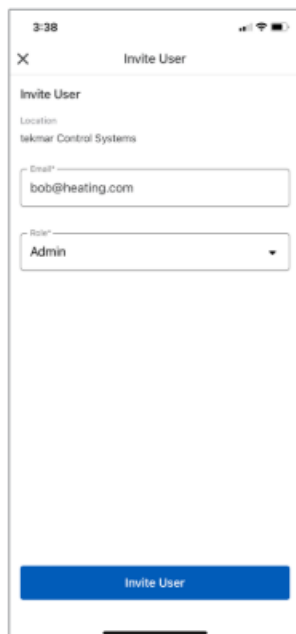 3:38
Invite User
Invite User
Location
tekmar Control Systems
Email*
bob@heating.com
Role*
Admin
Invite User